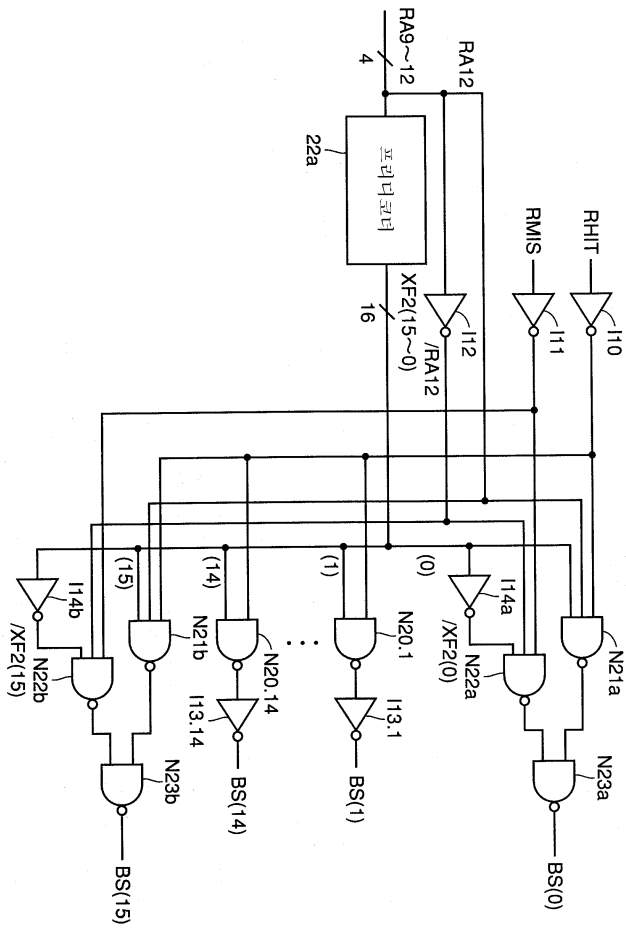 RA9～12
4
RA12
22a
프리디코더
RHIT
RMIS
I10
I11
I12
/RA12
XF2(15～0)
16
(0)
(1)
(14)
(15)
I14a
/XF2(0)
I14b
/XF2(15)
N21a
N22a
N23a
BS(0)
N20.1
I13.1
BS(1)
N20.14
I13.14
BS(14)
N21b
N22b
N23b
BS(15)